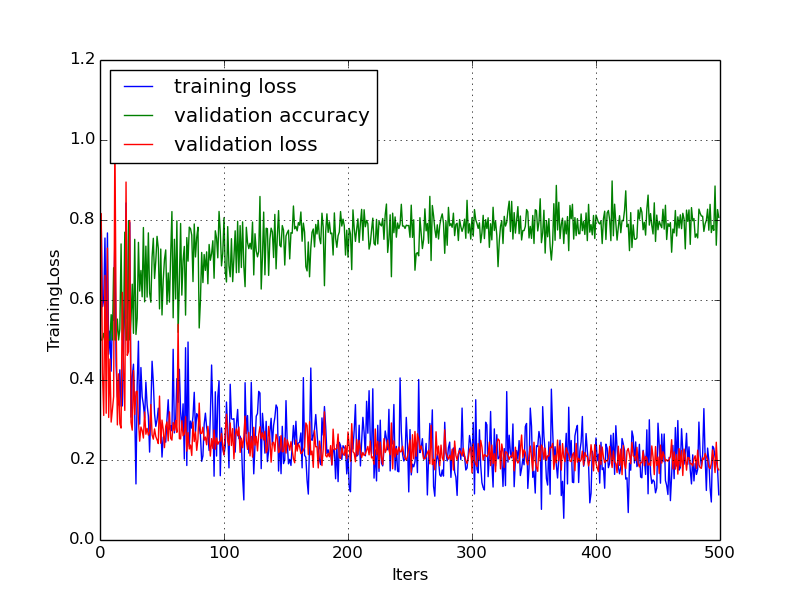 1.2
1.0
0.8
0.6
0.4
0.2
0.0
TrainingLoss
training loss
validation accuracy
validation loss
0 100 200 300 400 500
Iters